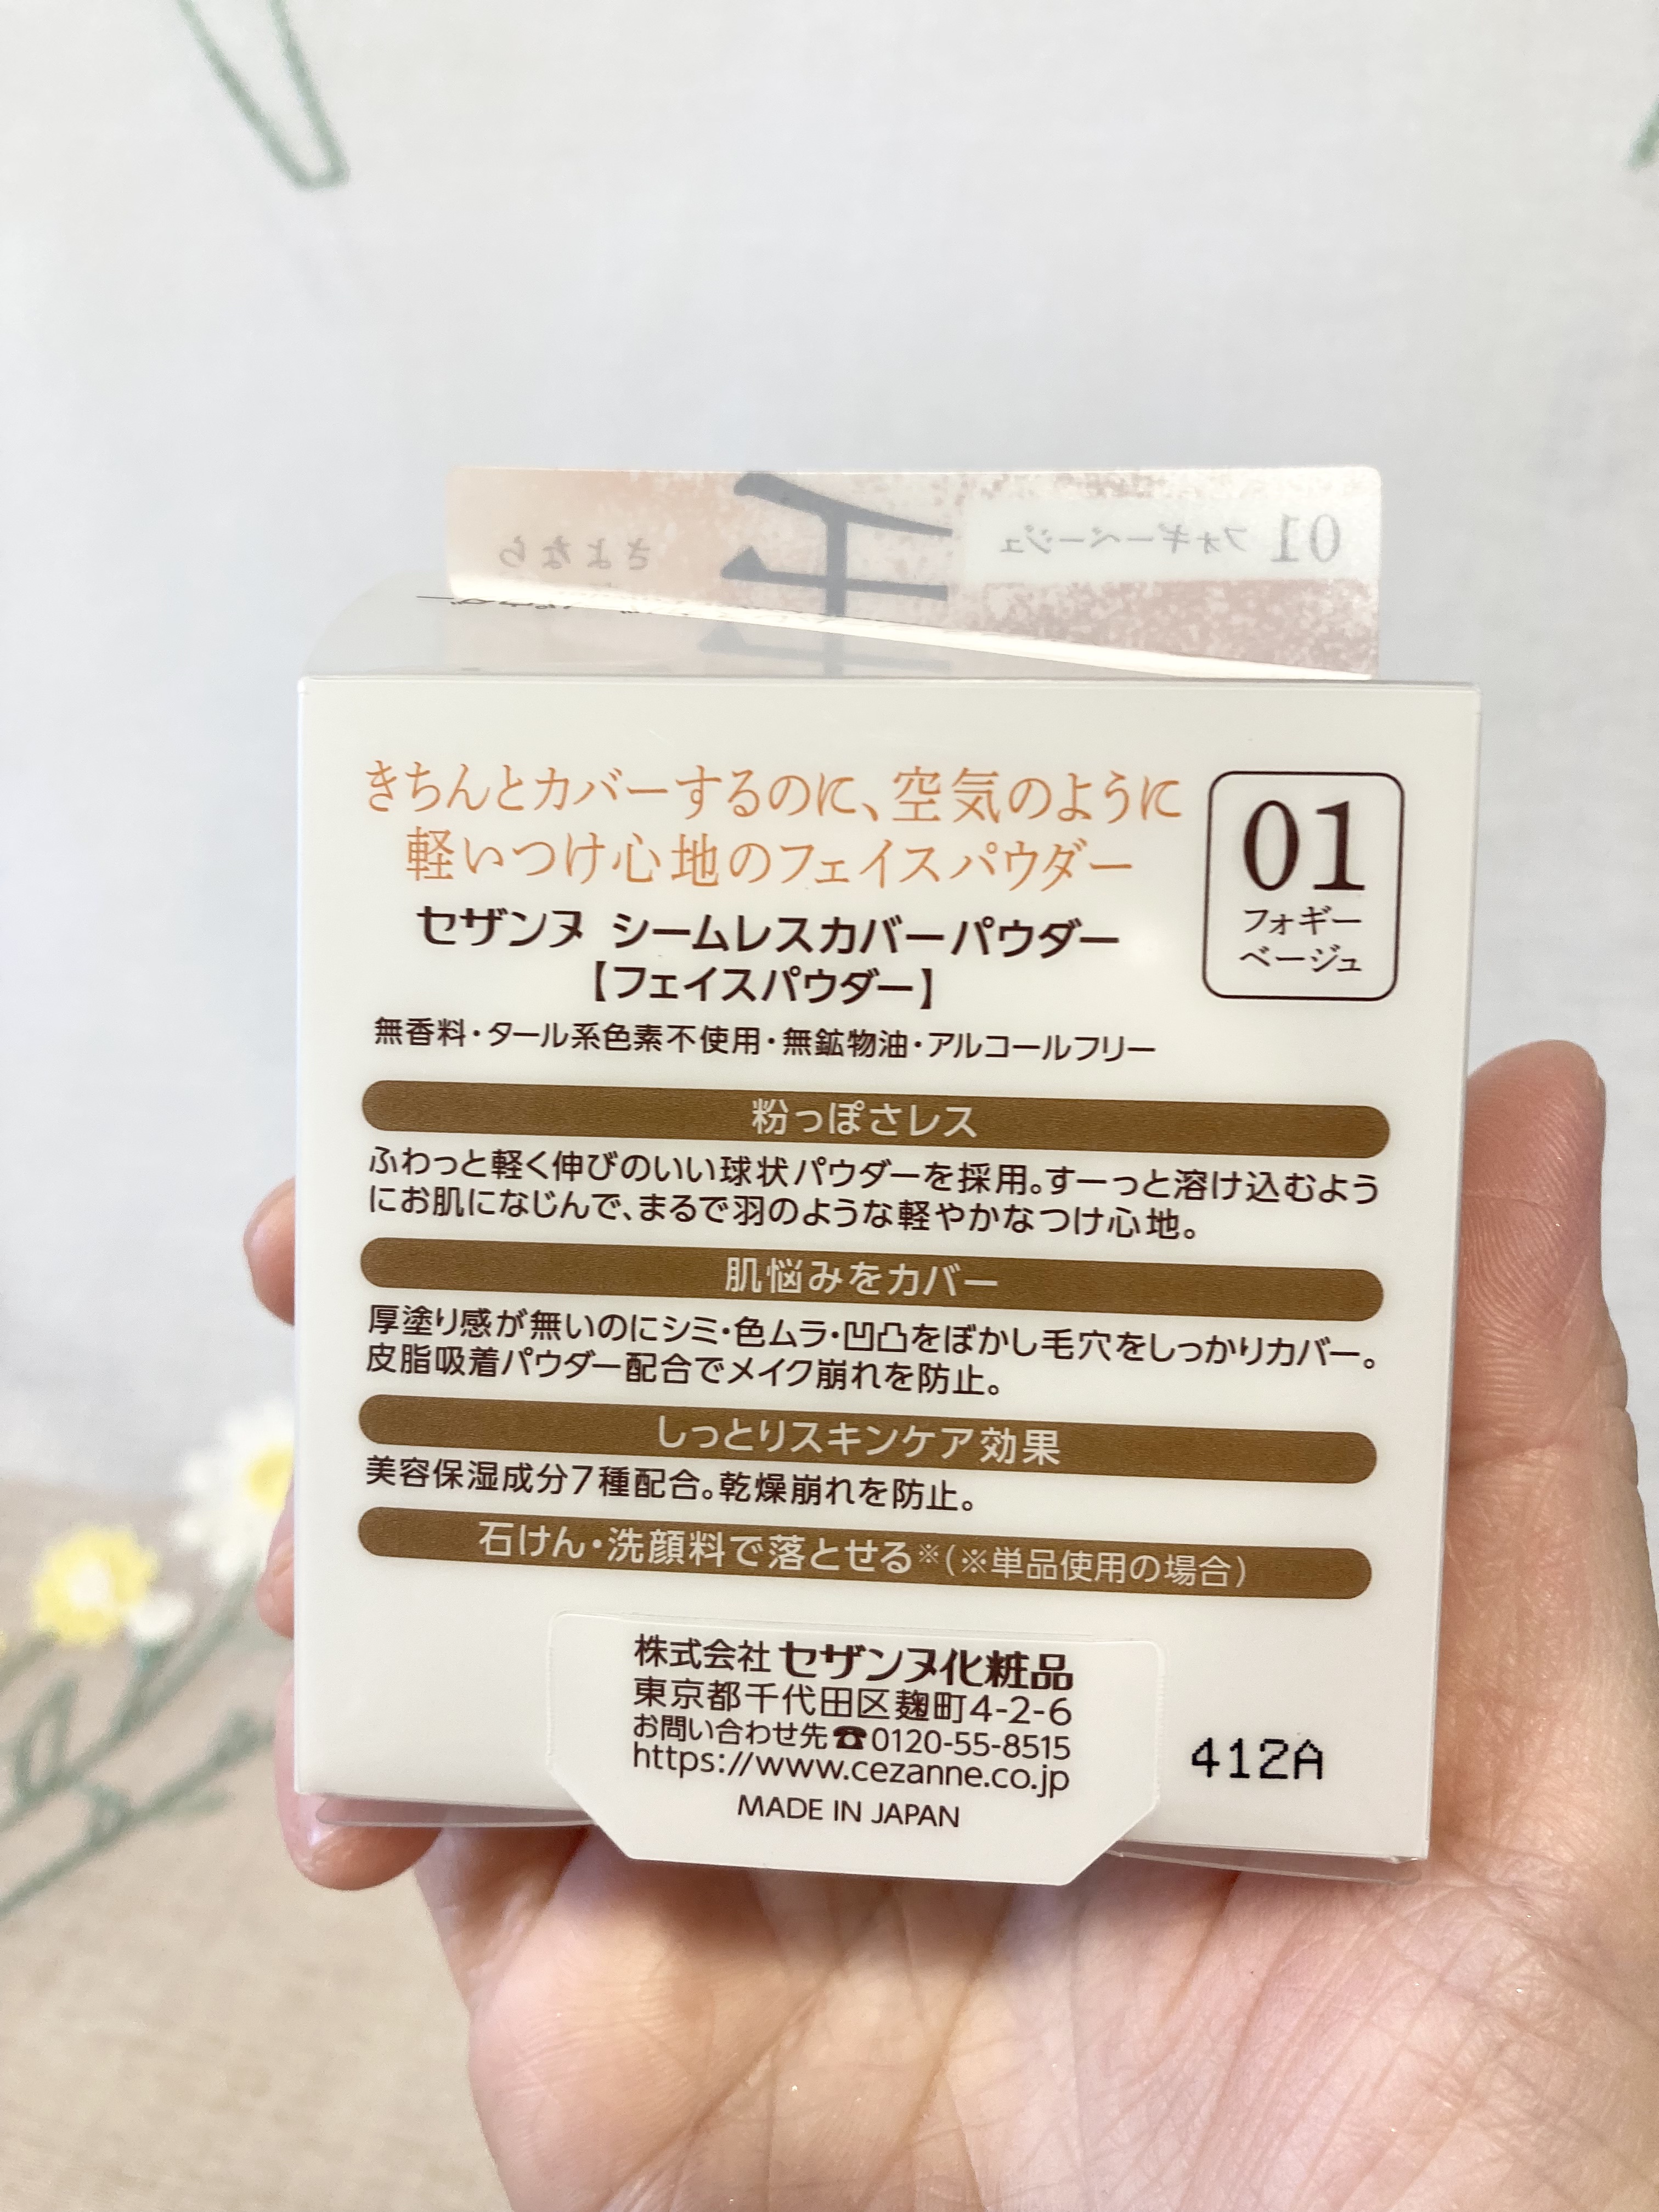 01 フォギーベージュ
さよなら
毛
きちんとカバーするのに、空気のように
軽いつけ心地のフェイスパウダー
01
フォギー
ベージュ
セザンヌ シームレスカバーパウダー
【フェイスパウダー】
無香料・タール系色素不使用・無鉱物油・アルコールフリー
粉っぽさレス
ふわっと軽く伸びのいい球状パウダーを採用。すーっと溶け込むよう
にお肌になじんで、まるで羽のような軽やかなつけ心地。
肌悩みをカバー
厚塗り感が無いのにシミ・色ムラ・凹凸をぼかし毛穴をしっかりカバー。
皮脂吸着パウダー配合でメイク崩れを防止。
しっとりスキンケア効果
美容保湿成分7種配合。乾燥崩れを防止。
石けん・洗顔料で落とせる※(※単品使用の場合)
株式会社 セザンヌ化粧品
東京都千代田区麹町4-2-6
お問い合わせ先☎0120-55-8515
https://www.cezanne.co.jp
MADE IN JAPAN
412A